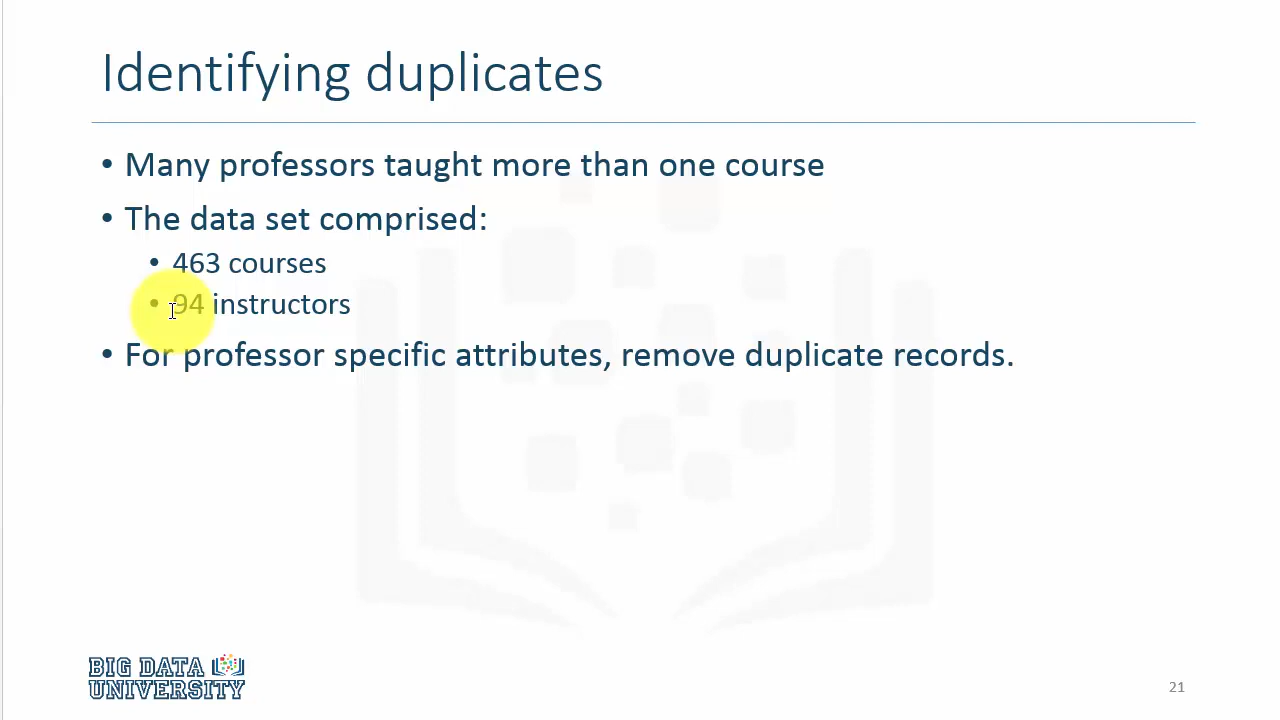 Identifying duplicates
• Many professors taught more than one course
• The data set comprised:
• 463 courses
• 94 instructors
• For professor specific attributes, remove duplicate records.
BIG DATA
UNIVERSITY
21